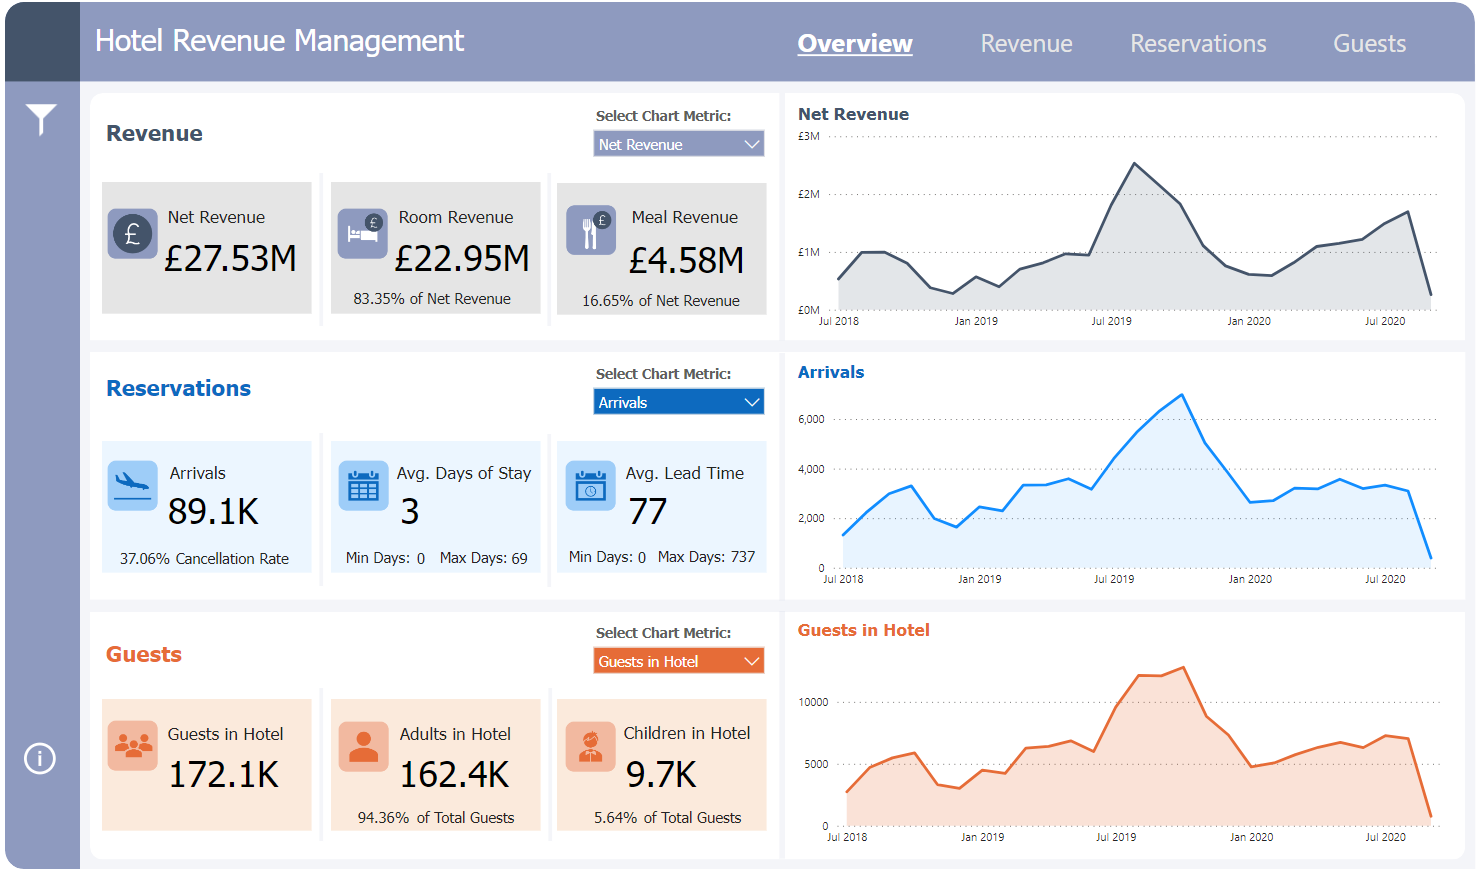 Hotel Revenue Management
Overview Revenue Reservations Guests
Revenue
Select Chart Metric:
Net Revenue
£
Net Revenue
£27.53M
£
Room Revenue
£22.95M
83.35% of Net Revenue
£
Meal Revenue
£4.58M
16.65% of Net Revenue
Net Revenue
£3M
£2M
£1M
£0M
Jul 2018 Jan 2019 Jul 2019 Jan 2020 Jul 2020
Reservations
Select Chart Metric:
Arrivals
Arrivals
89.1K
37.06% Cancellation Rate
Avg. Days of Stay
3
Min Days: 0 Max Days: 69
Avg. Lead Time
77
Min Days: 0 Max Days: 737
Arrivals
6,000
4,000
2,000
0
Jul 2018 Jan 2019 Jul 2019 Jan 2020 Jul 2020
Guests
Select Chart Metric:
Guests in Hotel
Guests in Hotel
172.1K
Adults in Hotel
162.4K
94.36% of Total Guests
Children in Hotel
9.7K
5.64% of Total Guests
Guests in Hotel
10000
5000
0
Jul 2018 Jan 2019 Jul 2019 Jan 2020 Jul 2020
i